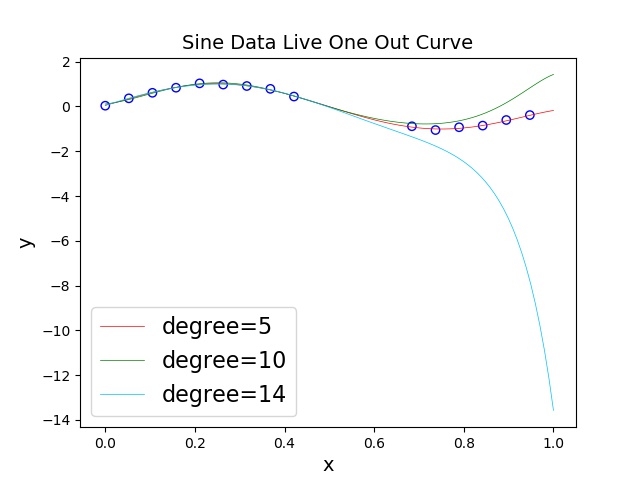 Sine Data Live One Out Curve
2
0
−2
−4
−6
−8
−10
−12
−14
y
degree=5
degree=10
degree=14
0.0 0.2 0.4 0.6 0.8 1.0
x